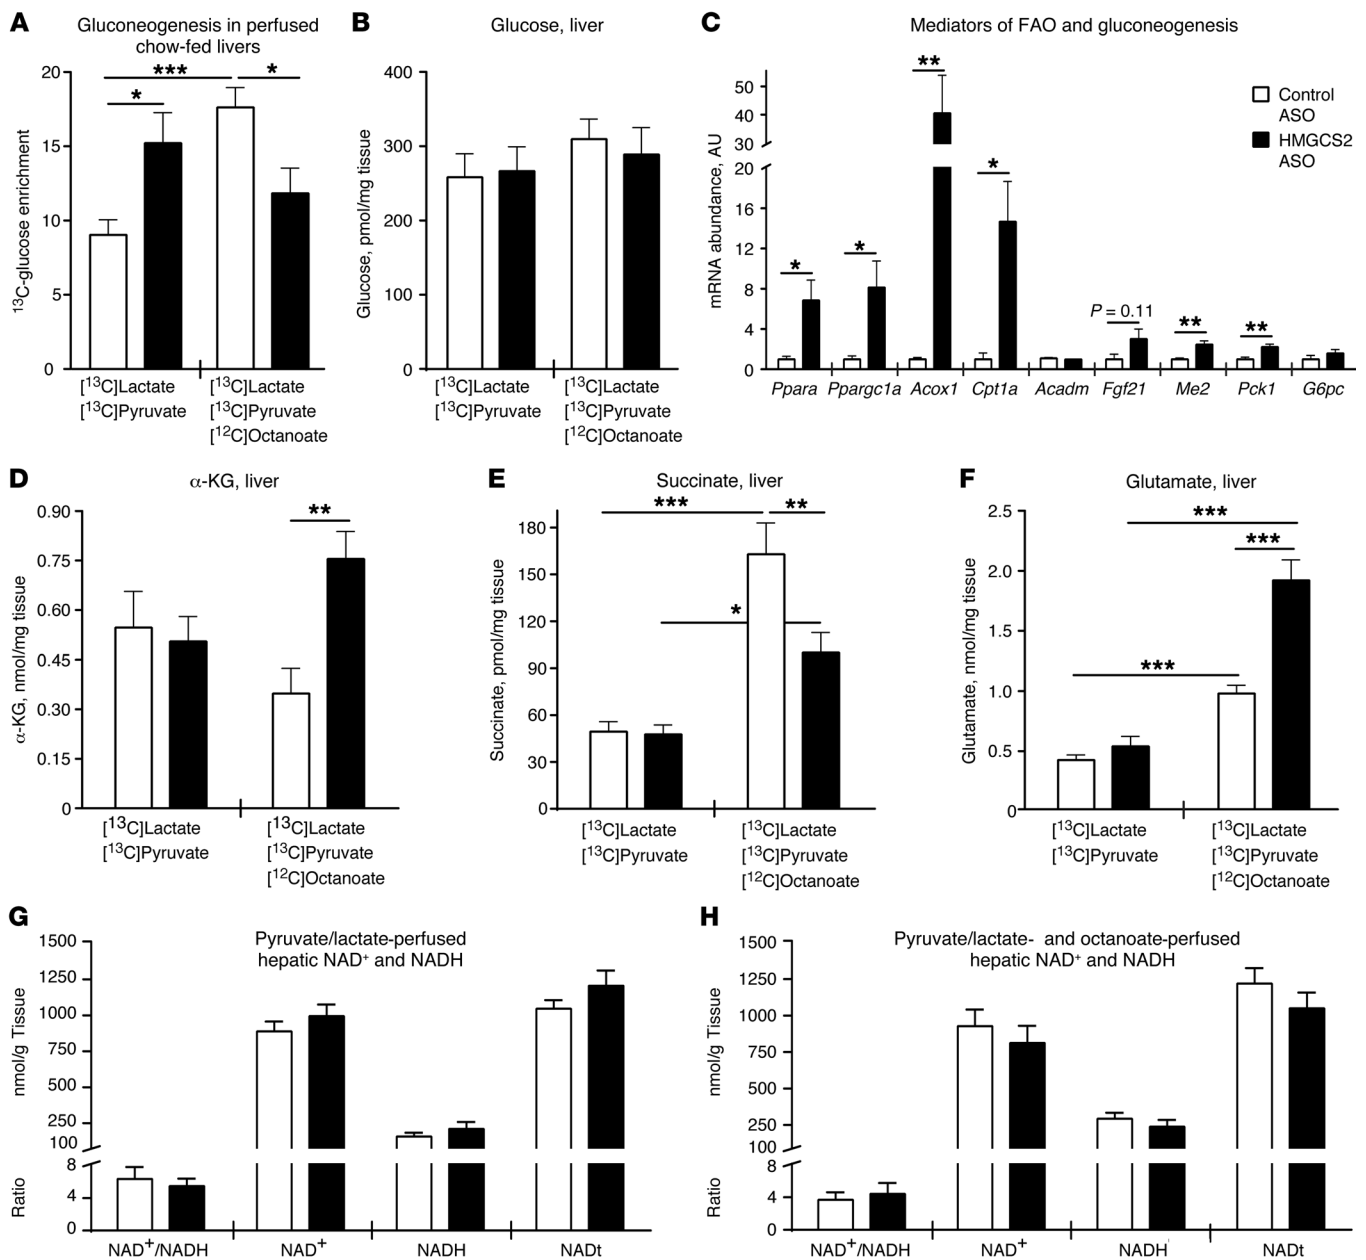 A
Gluconeogenesis in perfused
chow-fed livers
¹³C-glucose enrichment
20
15
10
5
0
***
*
*
[¹³C]Lactate
[¹³C]Pyruvate
[¹³C]Lactate
[¹³C]Pyruvate
[¹²C]Octanoate
B
Glucose, liver
Glucose, pmol/mg tissue
400
300
200
100
0
[¹³C]Lactate
[¹³C]Pyruvate
[¹³C]Lactate
[¹³C]Pyruvate
[¹²C]Octanoate
C
Mediators of FAO and gluconeogenesis
mRNA abundance, AU
50
40
30
20
16
12
8
4
0
*
*
**
*
P = 0.11
**
**
Control
ASO
HMGCS2
ASO
Ppara
Ppargc1a
Acox1
Cpt1a
Acadm
Fgf21
Me2
Pck1
G6pc
D
α-KG, liver
α-KG, nmol/mg tissue
0.90
0.75
0.60
0.45
0.30
0.15
0
**
[¹³C]Lactate
[¹³C]Pyruvate
[¹³C]Lactate
[¹³C]Pyruvate
[¹²C]Octanoate
E
Succinate, liver
Succinate, pmol/mg tissue
180
150
120
90
60
30
0
***
**
*
[¹³C]Lactate
[¹³C]Pyruvate
[¹³C]Lactate
[¹³C]Pyruvate
[¹²C]Octanoate
F
Glutamate, liver
Glutamate, nmol/mg tissue
2.5
2.0
1.5
1.0
0.5
0
***
***
***
[¹³C]Lactate
[¹³C]Pyruvate
[¹³C]Lactate
[¹³C]Pyruvate
[¹²C]Octanoate
G
Pyruvate/lactate-perfused
hepatic NAD⁺ and NADH
nmol/g Tissue
Ratio
1500
1250
1000
750
500
250
100
8
4
0
NAD⁺/NADH
NAD⁺
NADH
NADt
H
Pyruvate/lactate- and octanoate-perfused
hepatic NAD⁺ and NADH
nmol/g Tissue
Ratio
1500
1250
1000
750
500
250
100
8
4
0
NAD⁺/NADH
NAD⁺
NADH
NADt